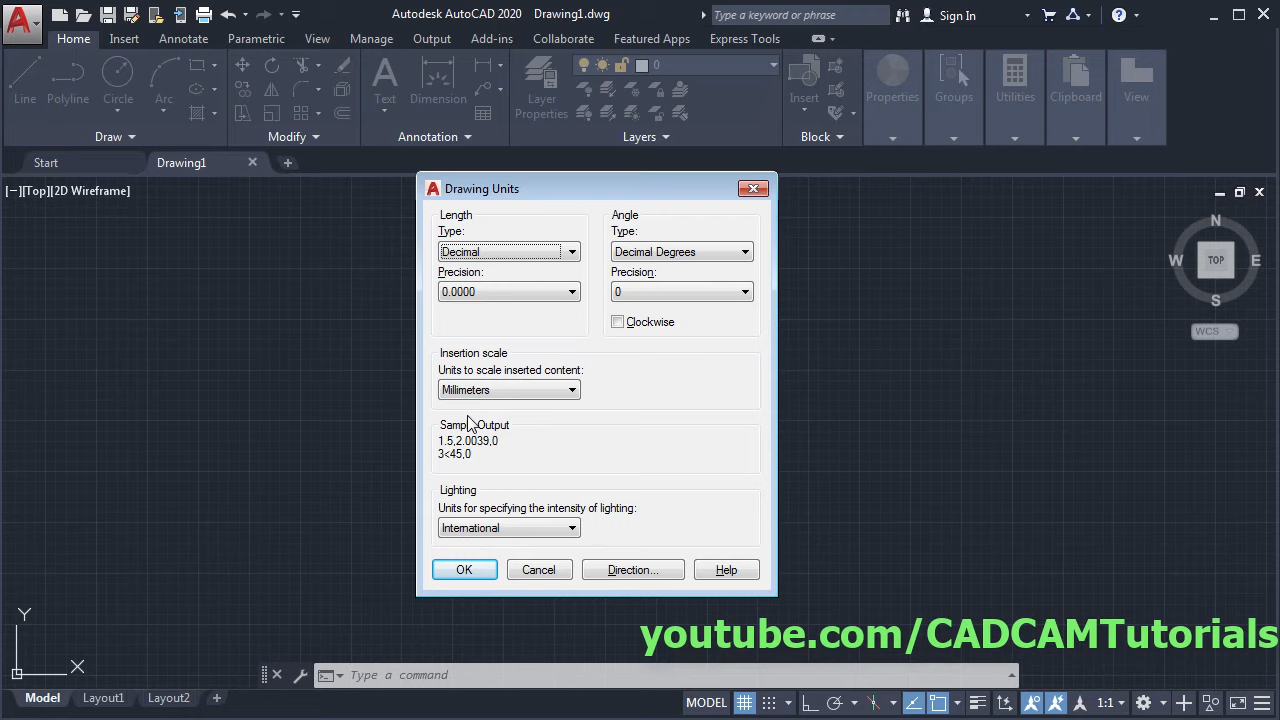 Autodesk AutoCAD 2020 Drawing1.dwg
Type a keyword or phrase
Sign In
Home Insert Annotate Parametric View Manage Output Add-ins Collaborate Featured Apps Express Tools
0
Line Polyline Circle Arc
Text Dimension
Layer
Properties
Insert
Properties Groups Utilities Clipboard View
Draw Modify Annotation Layers Block
Start Drawing1
[−][Top][2D Wireframe]
Drawing Units
Length
Type:
Decimal
Precision:
0.0000
Angle
Type:
Decimal Degrees
Precision:
0
Clockwise
Insertion scale
Units to scale inserted content:
Millimeters
Sample Output
1.5,2.0039,0
3<45,0
Lighting
Units for specifying the intensity of lighting:
International
OK Cancel Direction... Help
N
W TOP E
S
WCS
Y
X
youtube.com/CADCAMTutorials
Type a command
Model Layout1 Layout2
MODEL 1:1